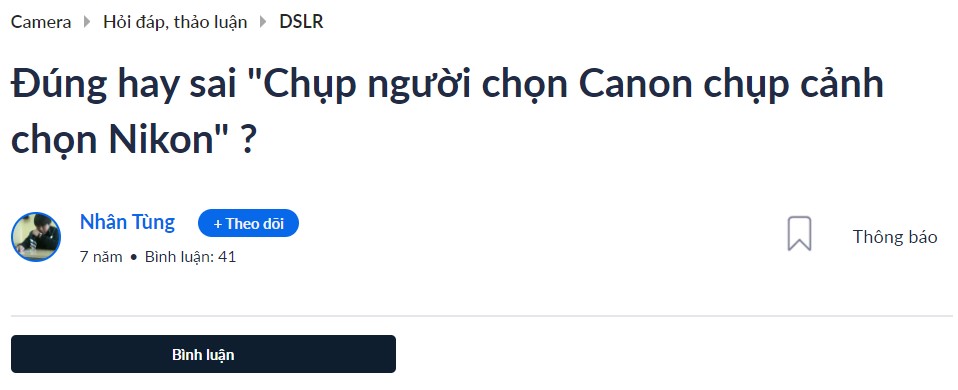 Camera Hỏi đáp, thảo luận DSLR
Đúng hay sai "Chụp người chọn Canon chụp cảnh
chọn Nikon" ?
Nhân Tùng + Theo dõi
7 năm • Bình luận: 41
Thông báo
Bình luận